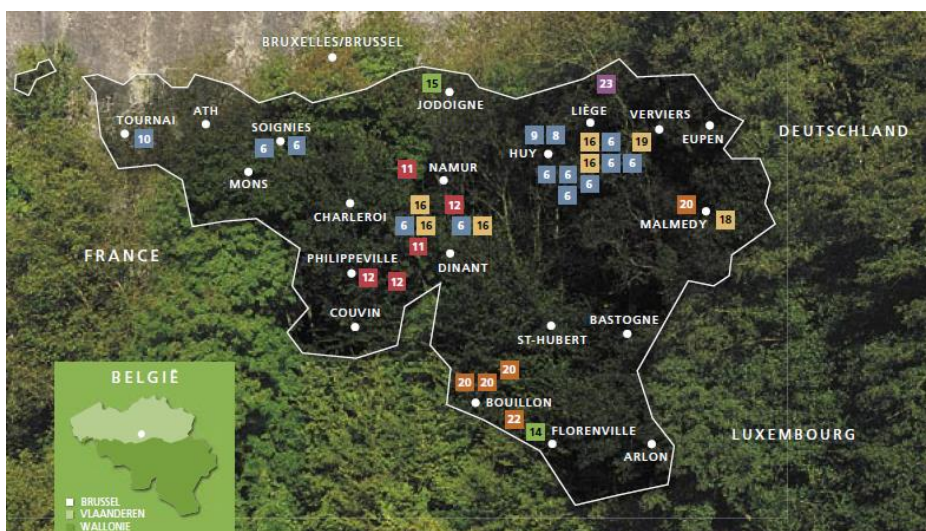 BRUXELLES/BRUSSEL
23
15
JODOIGNE
LIÈGE
VERVIERS
TOURNAI
ATH
SOIGNIES
EUPEN
DEUTSCHLAND
10
6
6
9
8
16
6
19
HUY
16
6
6
MONS
11
NAMUR
6
6
6
6
CHARLEROI
16
12
20
18
MALMEDY
6
16
6
16
11
FRANCE
PHILIPPEVILLE
DINANT
12
12
COUVIN
ST-HUBERT
BASTOGNE
20
20
20
BOUILLON
22
14
FLORENVILLE
ARLON
LUXEMBOURG
BELGIË
BRUSSEL
VLAANDEREN
WALLONIE